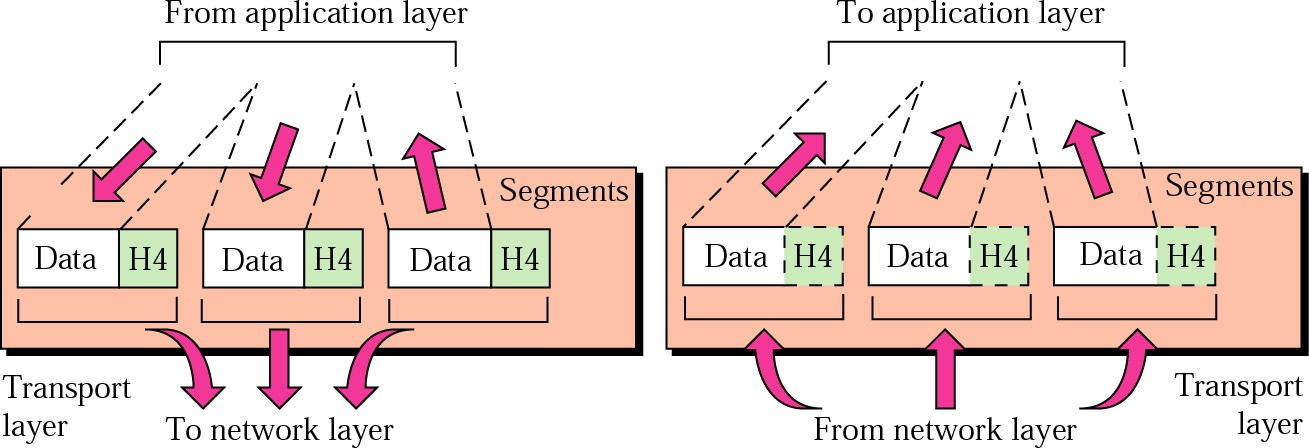 From application layer
Segments
Data H4 Data H4 Data H4
Transport
layer
To network layer
To application layer
Segments
Data H4 Data H4 Data H4
From network layer
Transport
layer